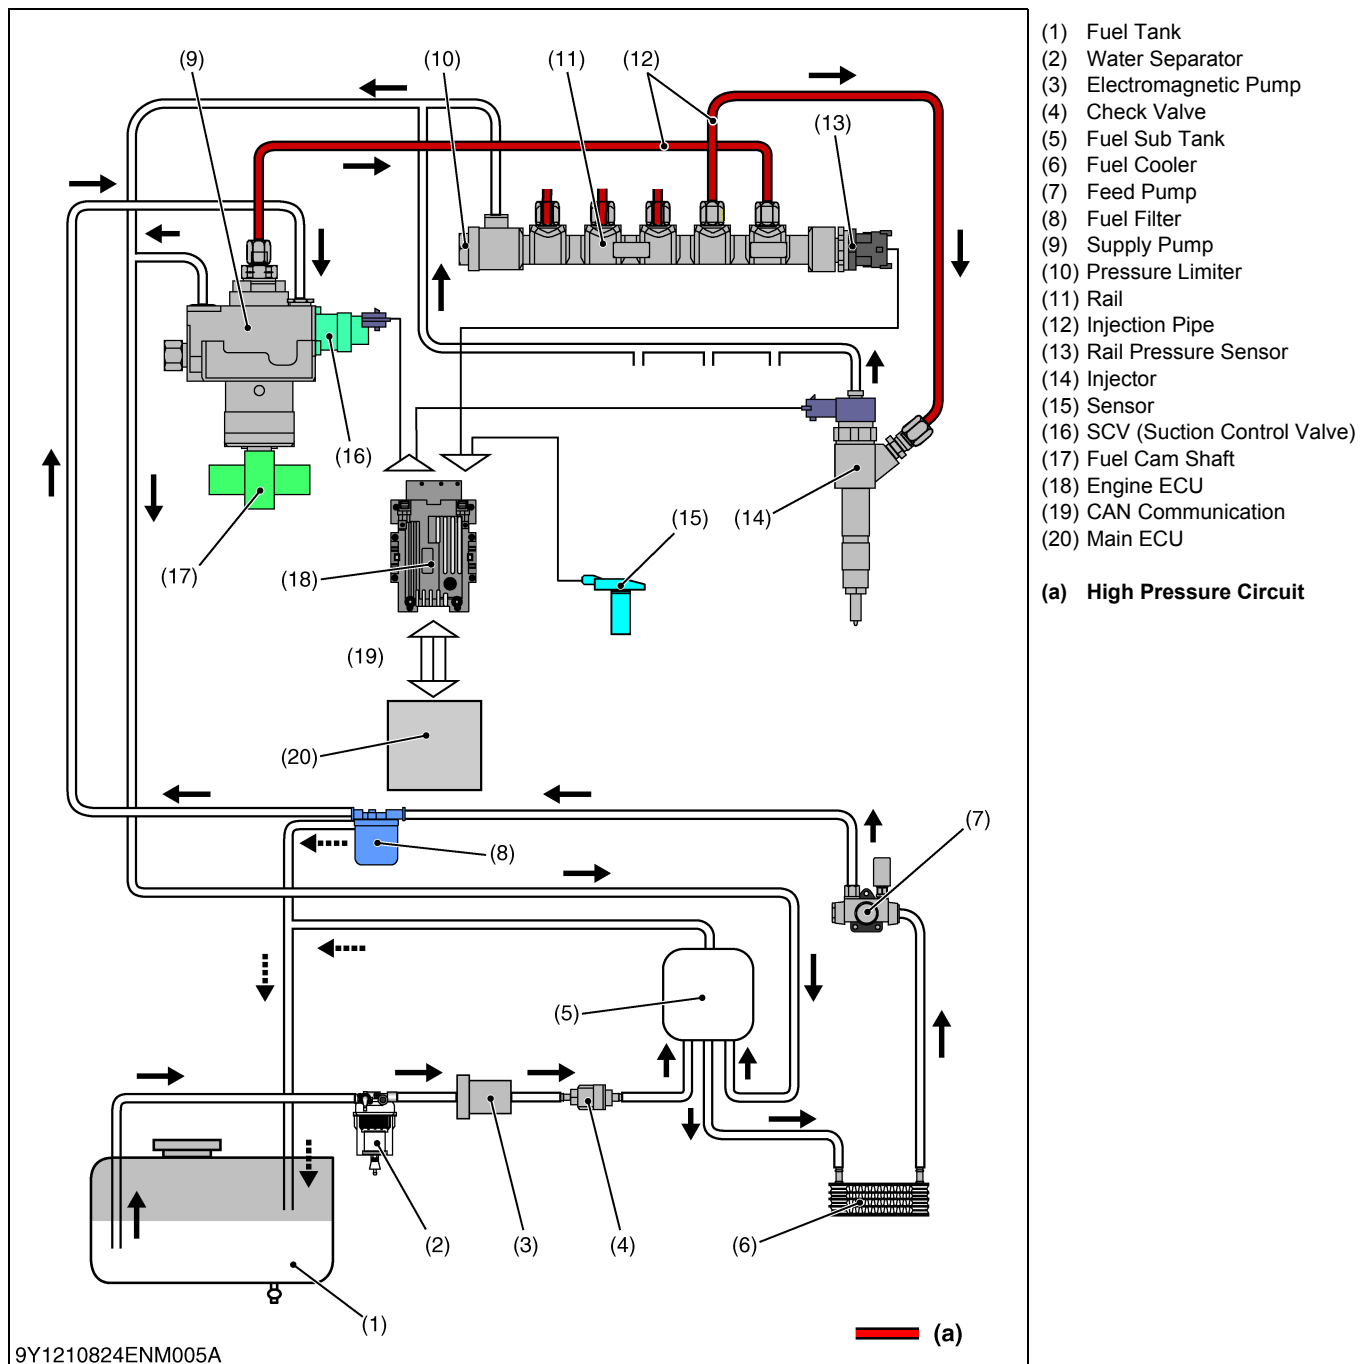 (9)
(10)
(11)
(12)
(13)
(16)
(17)
(18)
(15)
(14)
(19)
(20)
(8)
(7)
(5)
(2)
(3)
(4)
(6)
(1)
(a)
9Y1210824ENM005A
(1) Fuel Tank
(2) Water Separator
(3) Electromagnetic Pump
(4) Check Valve
(5) Fuel Sub Tank
(6) Fuel Cooler
(7) Feed Pump
(8) Fuel Filter
(9) Supply Pump
(10) Pressure Limiter
(11) Rail
(12) Injection Pipe
(13) Rail Pressure Sensor
(14) Injector
(15) Sensor
(16) SCV (Suction Control Valve)
(17) Fuel Cam Shaft
(18) Engine ECU
(19) CAN Communication
(20) Main ECU
(a) High Pressure Circuit